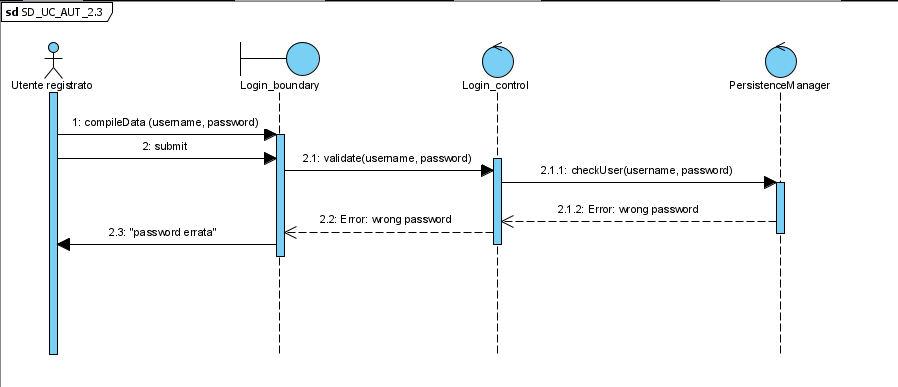 sd SD_UC_AUT_2.3
Utente registrato
Login_boundary
Login_control
PersistenceManager
1: compileData (username, password)
2: submit
2.1: validate(username, password)
2.1.1: checkUser(username, password)
2.1.2: Error: wrong password
2.2: Error: wrong password
2.3: "password errata"